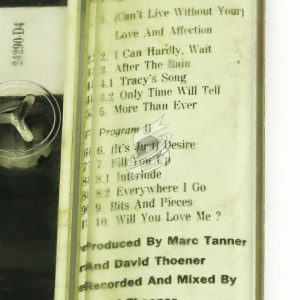 24290-D4
1. (Can't Live Without Your)
Love And Affection
2. I Can Hardly, Wait
3. After The Rain
4.1 Tracy's Song
4.2 Only Time Will Tell
5. More Than Ever
Program II
6. (It's Just) Desire
7. Fill You Up
8.1 Interlude
8.2 Everywhere I Go
9. Bits And Pieces
10. Will You Love Me ?
Produced By Marc Tanner
And David Thoener
Recorded And Mixed By
Thoener